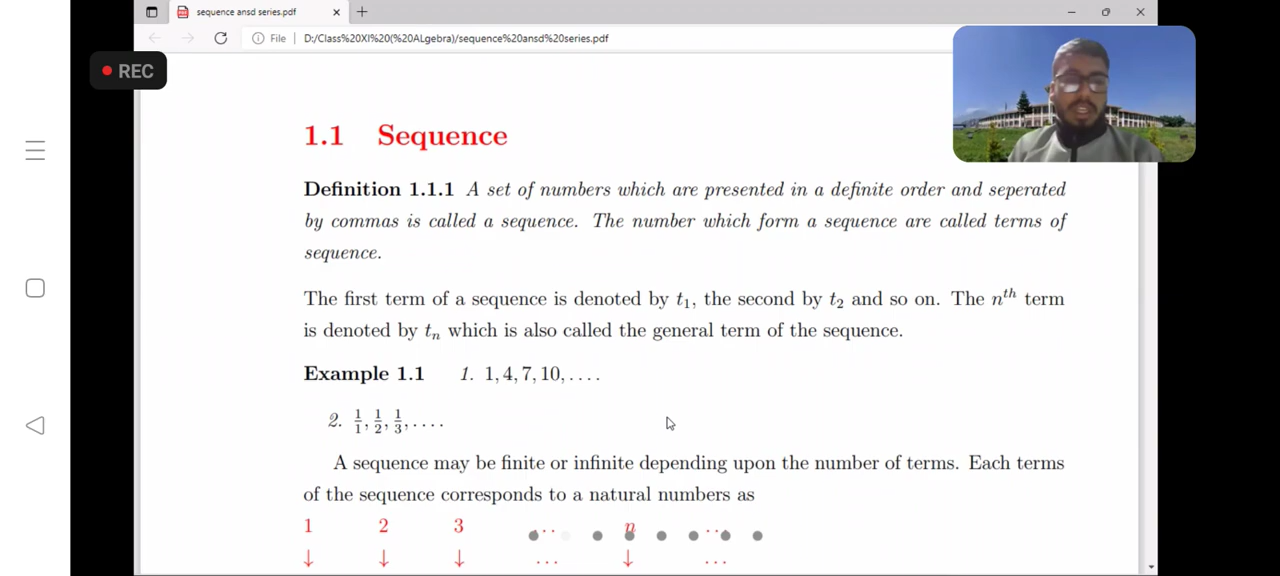 sequence ansd series.pdf
File D:/Class%20XI%20(%20ALgebra)/sequence%20ansd%20series.pdf
REC
1.1 Sequence
Definition 1.1.1 A set of numbers which are presented in a definite order and seperated
by commas is called a sequence. The number which form a sequence are called terms of
sequence.
The first term of a sequence is denoted by t₁, the second by t₂ and so on. The nᵗʰ term
is denoted by tₙ which is also called the general term of the sequence.
Example 1.1 1. 1, 4, 7, 10, . . . .
2. 1/1, 1/2, 1/3, . . . .
A sequence may be finite or infinite depending upon the number of terms. Each terms
of the sequence corresponds to a natural numbers as
1 2 3 ... n ...
↓ ↓ ↓ ... ↓ ...